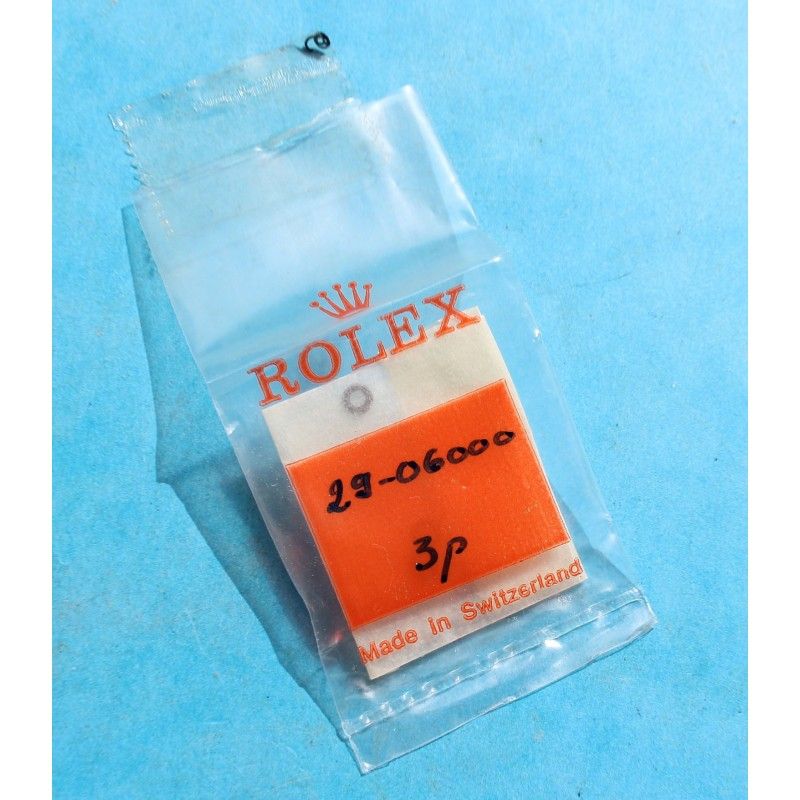 ROLEX
29-06000
3p
Made in Switzerland